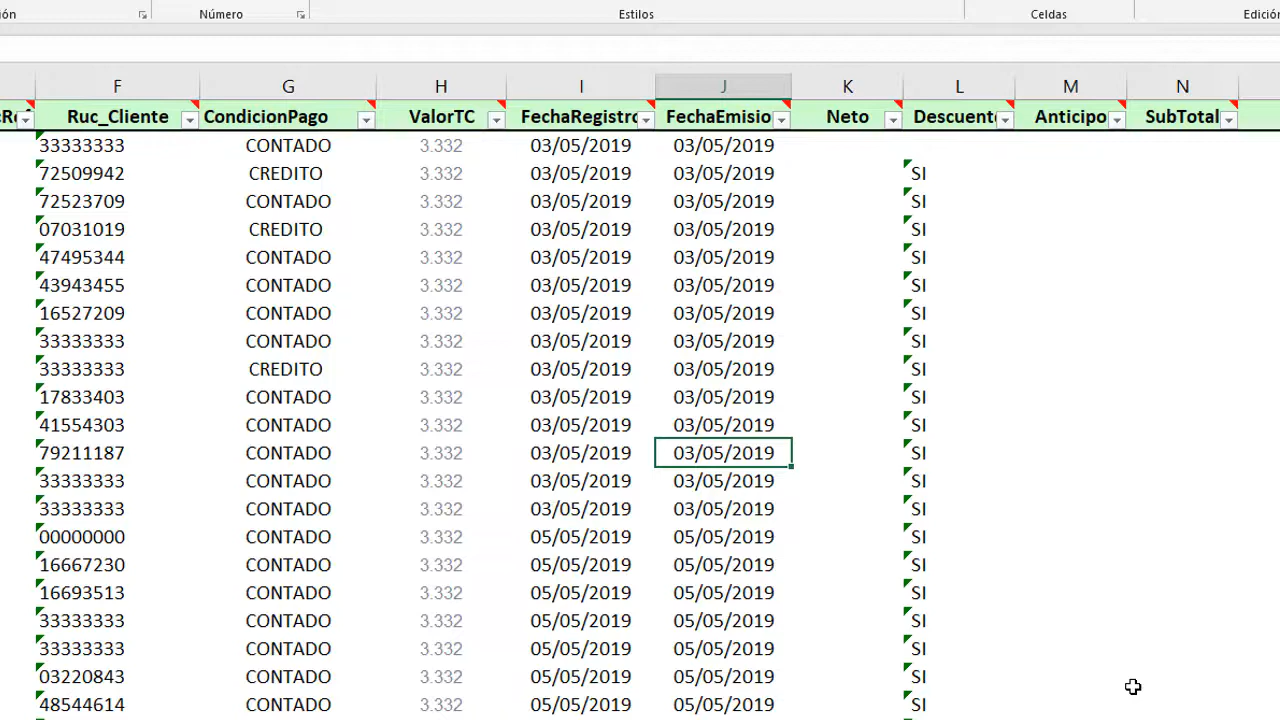 ión Número Estilos Celdas Edició
F G H I J K L M N
Ruc_Cliente CondicionPago ValorTC FechaRegistro FechaEmisio Neto Descuent Anticipo SubTotal
33333333 CONTADO 3.332 03/05/2019 03/05/2019
72509942 CREDITO 3.332 03/05/2019 03/05/2019 SI
72523709 CONTADO 3.332 03/05/2019 03/05/2019 SI
07031019 CREDITO 3.332 03/05/2019 03/05/2019 SI
47495344 CONTADO 3.332 03/05/2019 03/05/2019 SI
43943455 CONTADO 3.332 03/05/2019 03/05/2019 SI
16527209 CONTADO 3.332 03/05/2019 03/05/2019 SI
33333333 CONTADO 3.332 03/05/2019 03/05/2019 SI
33333333 CREDITO 3.332 03/05/2019 03/05/2019 SI
17833403 CONTADO 3.332 03/05/2019 03/05/2019 SI
41554303 CONTADO 3.332 03/05/2019 03/05/2019 SI
79211187 CONTADO 3.332 03/05/2019 03/05/2019 SI
33333333 CONTADO 3.332 03/05/2019 03/05/2019 SI
33333333 CONTADO 3.332 03/05/2019 03/05/2019 SI
00000000 CONTADO 3.332 05/05/2019 05/05/2019 SI
16667230 CONTADO 3.332 05/05/2019 05/05/2019 SI
16693513 CONTADO 3.332 05/05/2019 05/05/2019 SI
33333333 CONTADO 3.332 05/05/2019 05/05/2019 SI
33333333 CONTADO 3.332 05/05/2019 05/05/2019 SI
03220843 CONTADO 3.332 05/05/2019 05/05/2019 SI
48544614 CONTADO 3.332 05/05/2019 05/05/2019 SI